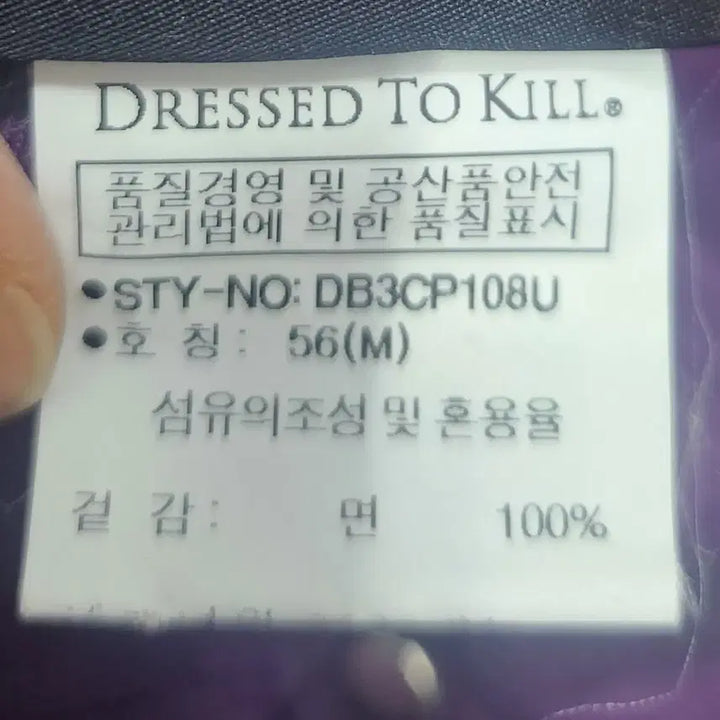 DRESSED TO KILL®
품질경영 및 공산품안전
관리법에 의한 품질표시
●STY-NO: DB3CP108U
●호 칭 : 56(M)
섬유의조성 및 혼용율
겉 감 : 면 100%